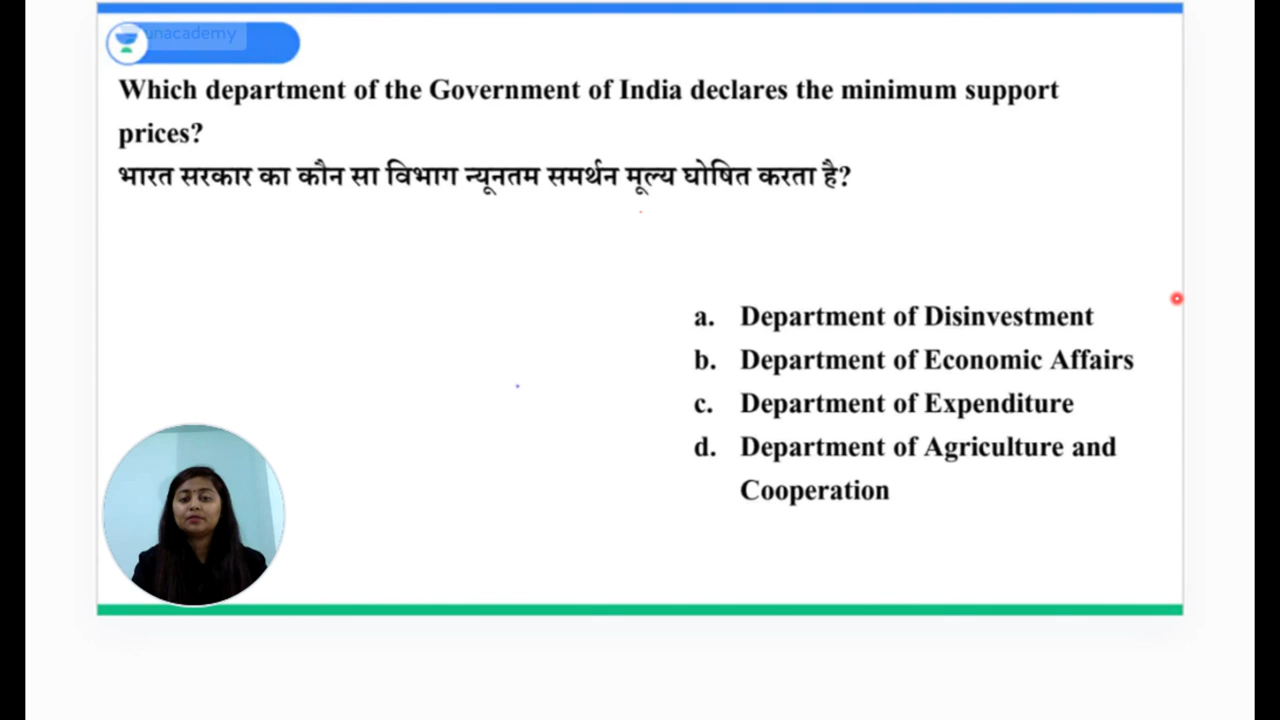 unacademy
Which department of the Government of India declares the minimum support
prices?
भारत सरकार का कौन सा विभाग न्यूनतम समर्थन मूल्य घोषित करता है?
a. Department of Disinvestment
b. Department of Economic Affairs
c. Department of Expenditure
d. Department of Agriculture and
Cooperation